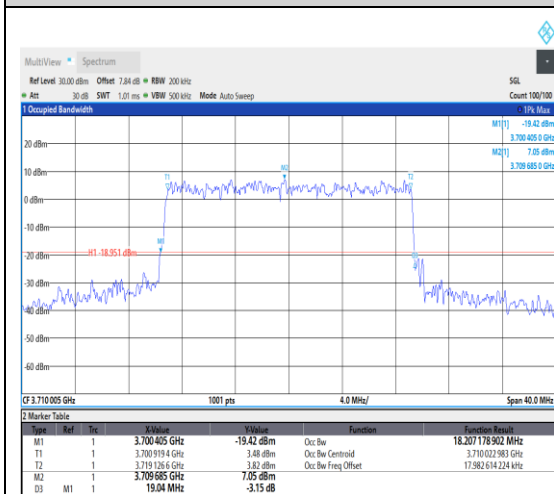 MultiView Spectrum
Ref Level 30.00 dBm Offset 7.84 dB RBW 200 kHz SGL
Att 30 dB SWT 1.01 ms VBW 500 kHz Mode Auto Sweep Count 100/100
1 Occupied Bandwidth 1Pk Max
M1[1] -19.42 dBm
3.700 405 0 GHz
M2[1] 7.05 dBm
3.709 685 0 GHz
20 dBm
10 dBm
0 dBm
-10 dBm
-20 dBm
-30 dBm
-40 dBm
-50 dBm
-60 dBm
T1
M2
T2
H1 -18.951 dBm
CF 3.710 005 GHz 1001 pts 4.0 MHz/ Span 40.0 MHz
2 Marker Table
Type Ref Trc X-Value Y-Value Function Function Result
M1 1 3.700 405 GHz -19.42 dBm Occ Bw 18.207 178 902 MHz
T1 1 3.700 919 4 GHz 3.48 dBm Occ Bw Centroid 3.710 022 983 GHz
T2 1 3.719 126 6 GHz 3.82 dBm Occ Bw Freq Offset 17.982 614 224 kHz
M2 1 3.709 685 GHz 7.05 dBm
D3 M1 1 19.04 MHz -3.15 dB